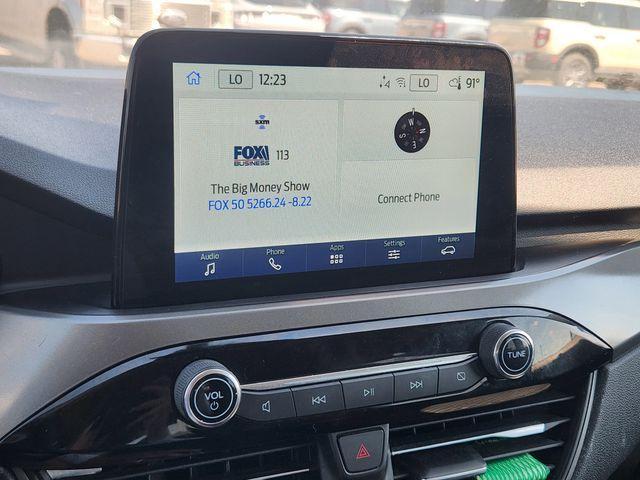 LO 12:23 LO 91°
sxm
FOX BUSINESS 113
The Big Money Show
FOX 50 5266.24 -8.22
W
S N
E
Connect Phone
Audio Phone Apps Settings Features
VOL
TUNE